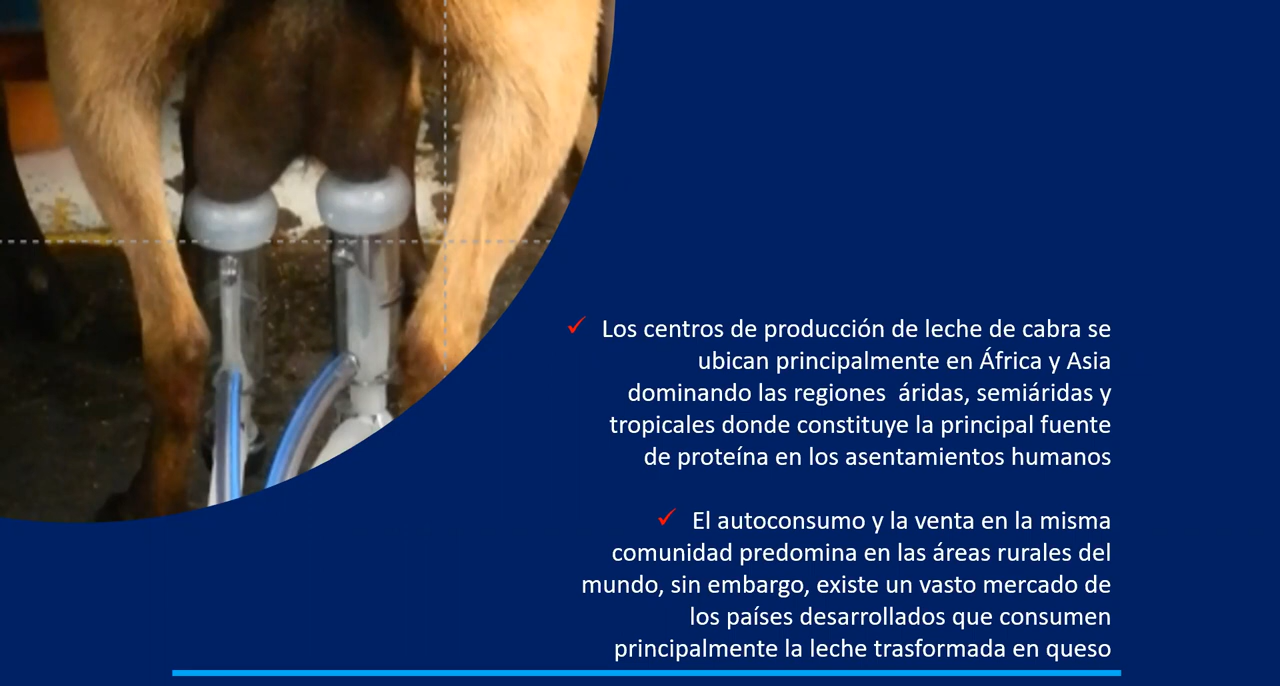 ✓ Los centros de producción de leche de cabra se
ubican principalmente en África y Asia
dominando las regiones  áridas, semiáridas y
tropicales donde constituye la principal fuente
de proteína en los asentamientos humanos
✓ El autoconsumo y la venta en la misma
comunidad predomina en las áreas rurales del
mundo, sin embargo, existe un vasto mercado de
los países desarrollados que consumen
principalmente la leche trasformada en queso